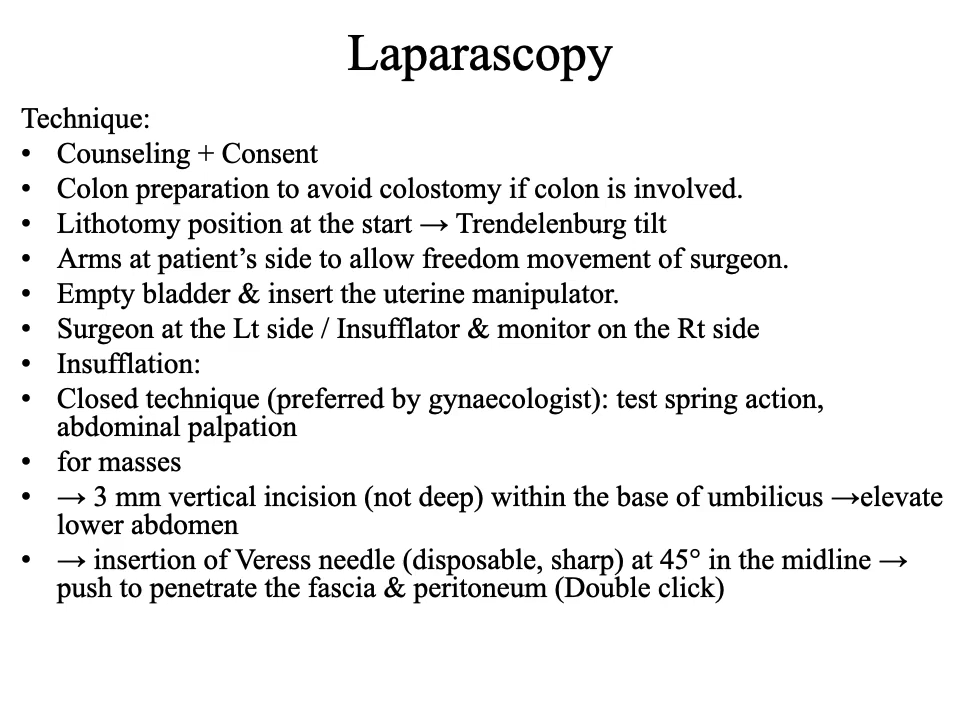 Laparascopy
Technique:
• Counseling + Consent
• Colon preparation to avoid colostomy if colon is involved.
• Lithotomy position at the start → Trendelenburg tilt
• Arms at patient’s side to allow freedom movement of surgeon.
• Empty bladder & insert the uterine manipulator.
• Surgeon at the Lt side / Insufflator & monitor on the Rt side
• Insufflation:
• Closed technique (preferred by gynaecologist): test spring action,
abdominal palpation
• for masses
• → 3 mm vertical incision (not deep) within the base of umbilicus →elevate
lower abdomen
• → insertion of Veress needle (disposable, sharp) at 45° in the midline →
push to penetrate the fascia & peritoneum (Double click)